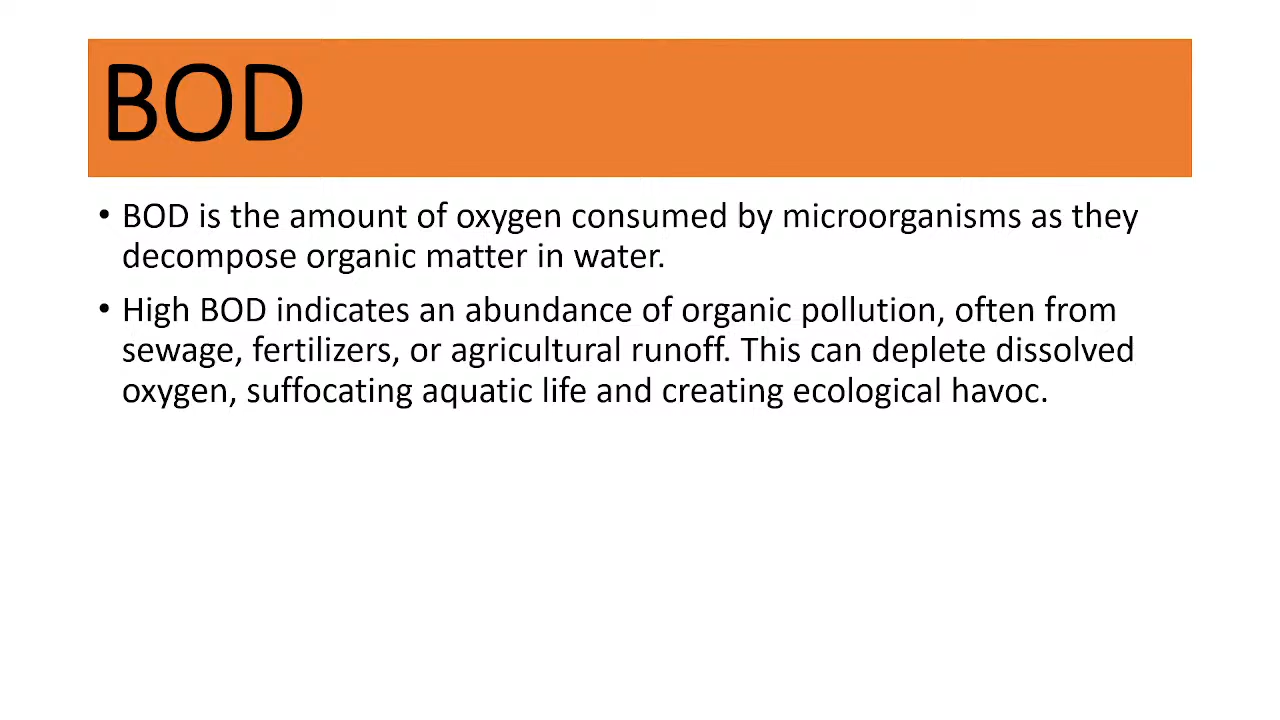 BOD
• BOD is the amount of oxygen consumed by microorganisms as they
decompose organic matter in water.
• High BOD indicates an abundance of organic pollution, often from
sewage, fertilizers, or agricultural runoff. This can deplete dissolved
oxygen, suffocating aquatic life and creating ecological havoc.